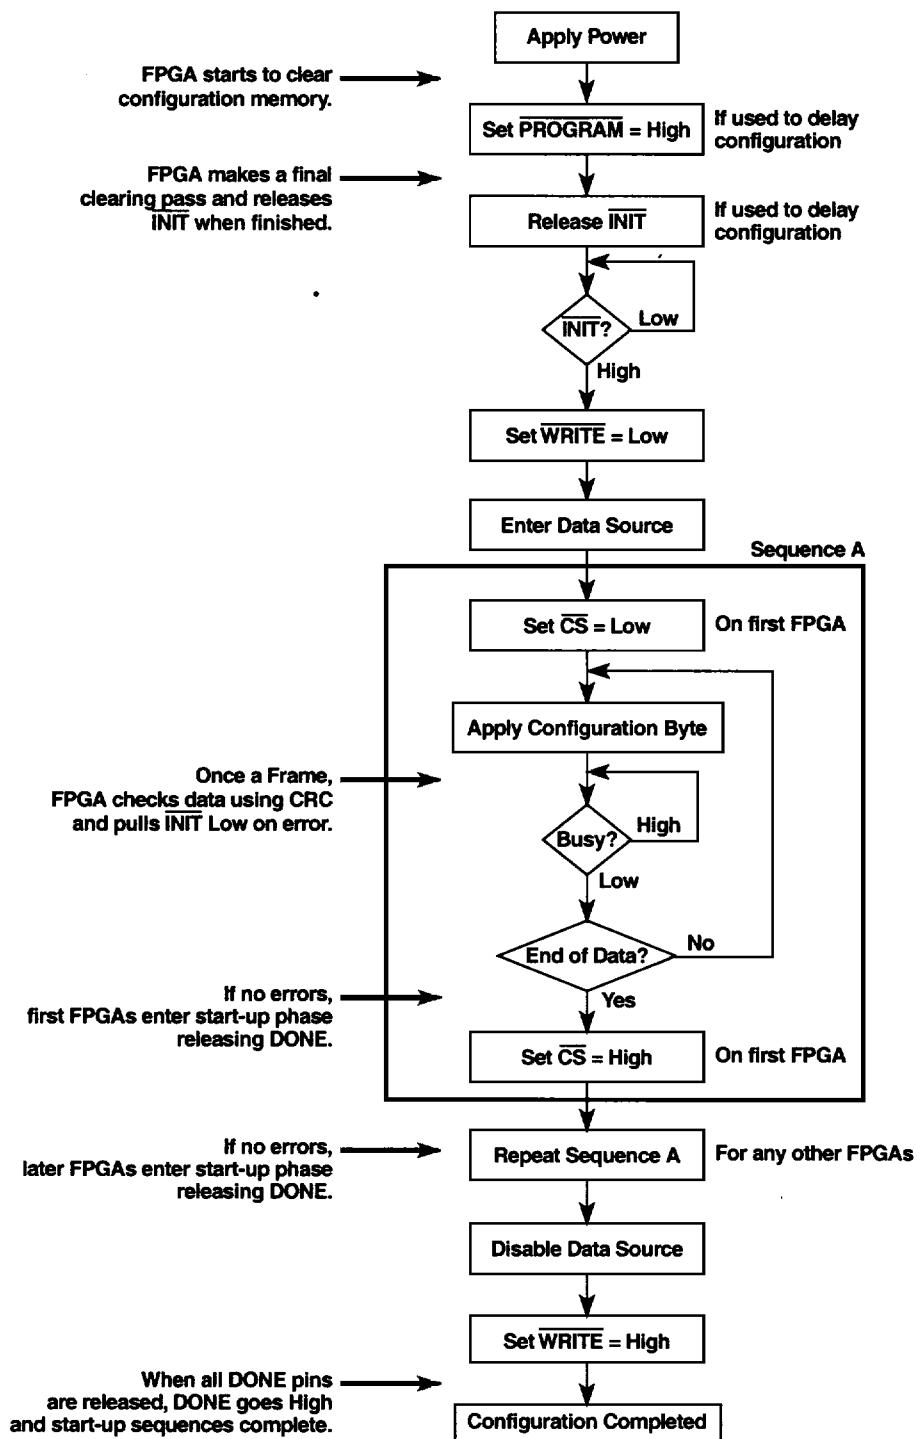 Apply Power
FPGA starts to clear
configuration memory.
Set PROGRAM = High
If used to delay
configuration
FPGA makes a final
clearing pass and releases
INIT when finished.
Release INIT
If used to delay
configuration
INIT?
Low
High
Set WRITE = Low
Enter Data Source
Sequence A
Set CS = Low
On first FPGA
Apply Configuration Byte
Once a Frame,
FPGA checks data using CRC
and pulls INIT Low on error.
Busy?
High
Low
End of Data?
No
Yes
If no errors,
first FPGAs enter start-up phase
releasing DONE.
Set CS = High
On first FPGA
If no errors,
later FPGAs enter start-up phase
releasing DONE.
Repeat Sequence A
For any other FPGAs
Disable Data Source
Set WRITE = High
When all DONE pins
are released, DONE goes High
and start-up sequences complete.
Configuration Completed